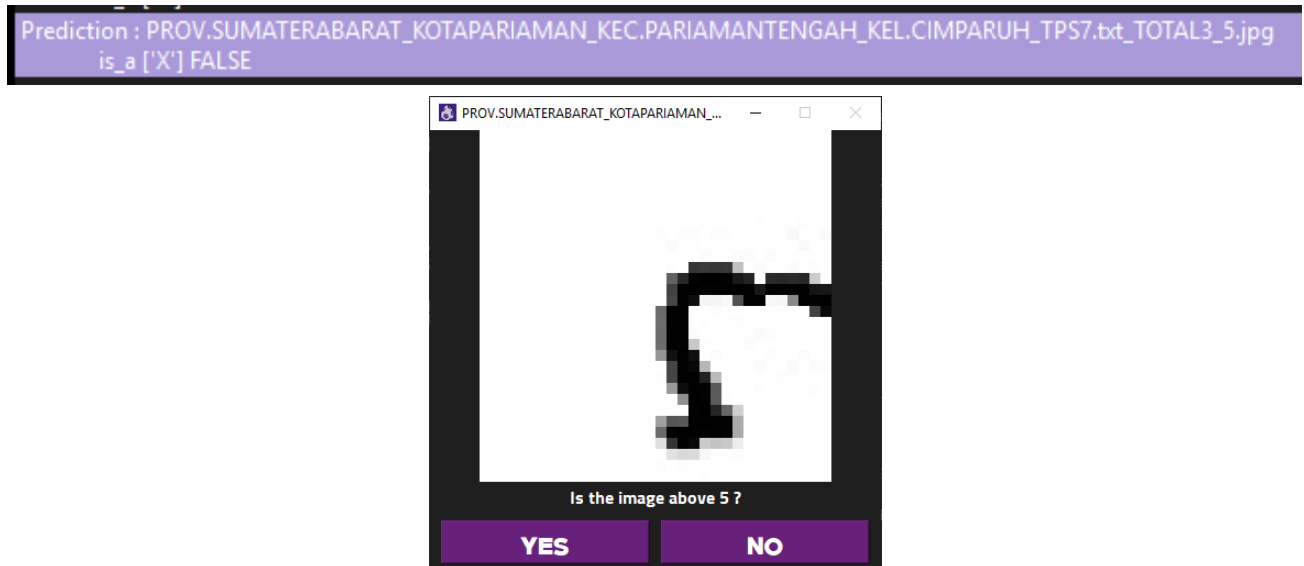 Prediction : PROV.SUMATERABARAT_KOTAPARIAMAN_KEC.PARIAMANTENGAH_KEL.CIMPARUH_TPS7.txt_TOTAL3_5.jpg
is_a ['X'] FALSE
PROV.SUMATERABARAT_KOTAPARIAMAN_...
Is the image above 5 ?
YES NO